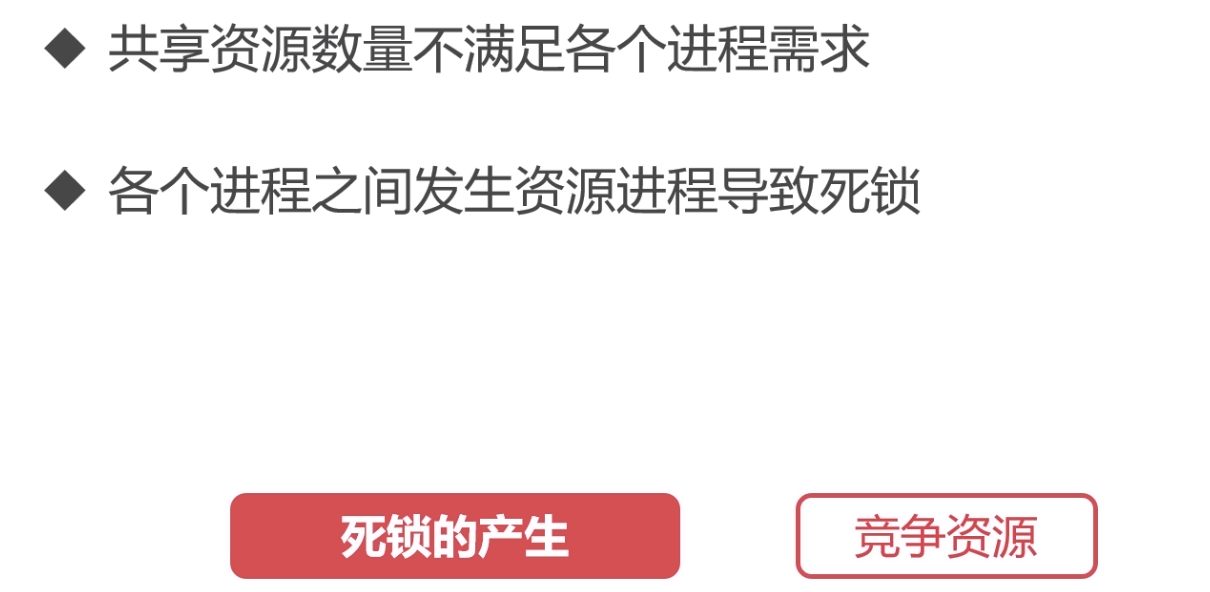 共享资源数量不满足各个进程需求
各个进程之间发生资源进程导致死锁
死锁的产生 竞争资源